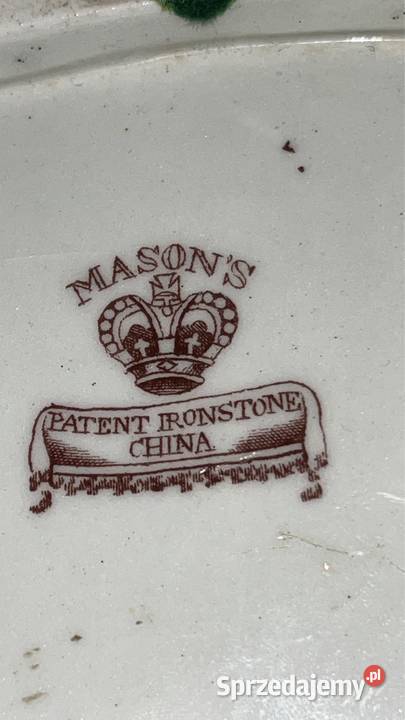 MASON'S
PATENT IRONSTONE
CHINA
Sprzedajemy.pl